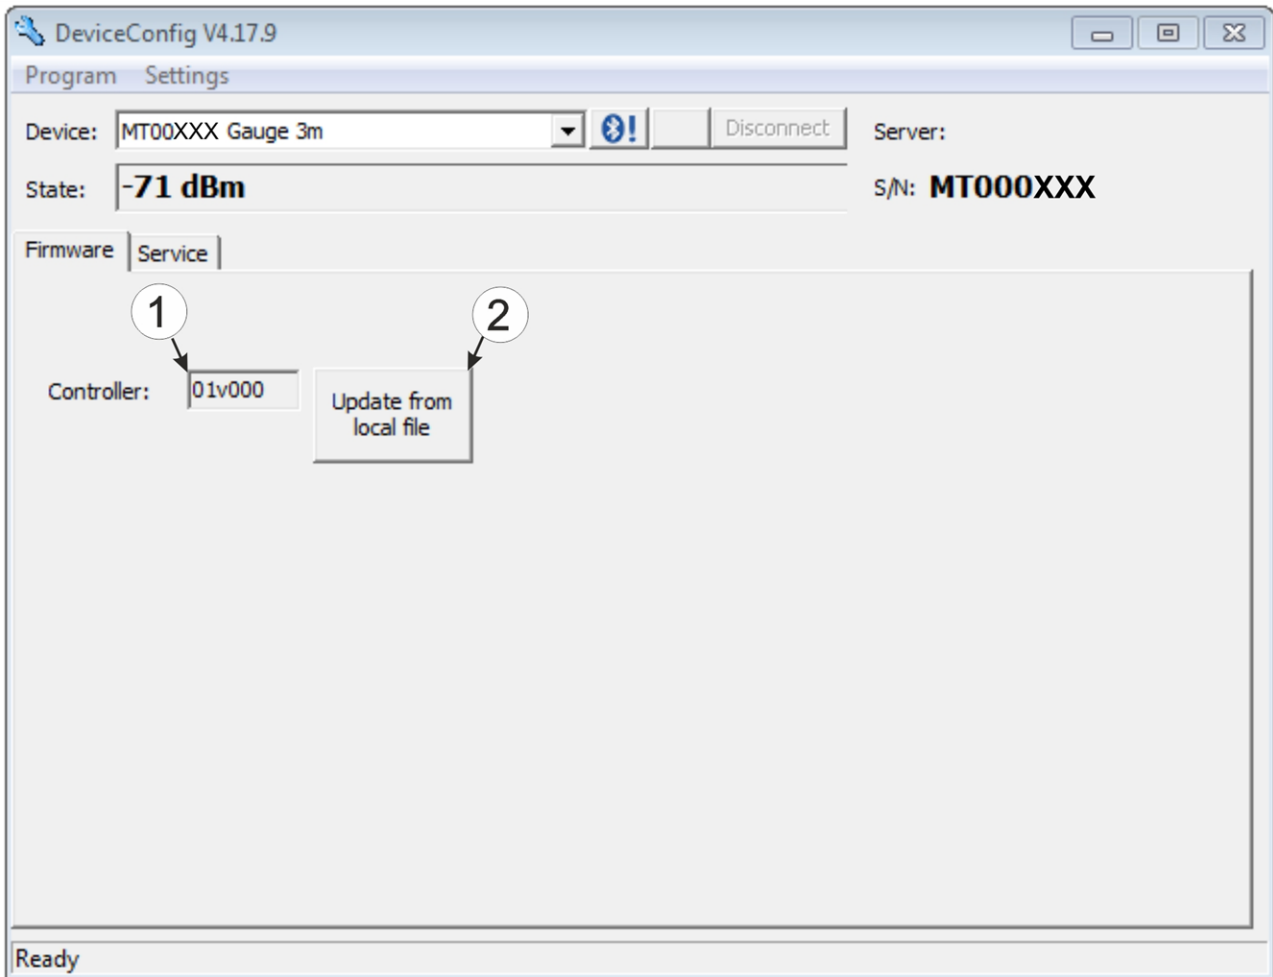 DeviceConfig V4.17.9
Program Settings
Device: MT00XXX Gauge 3m Disconnect Server:
State: -71 dBm S/N: MT000XXX
Firmware Service
1 2
Controller: 01v000 Update from
local file
Ready